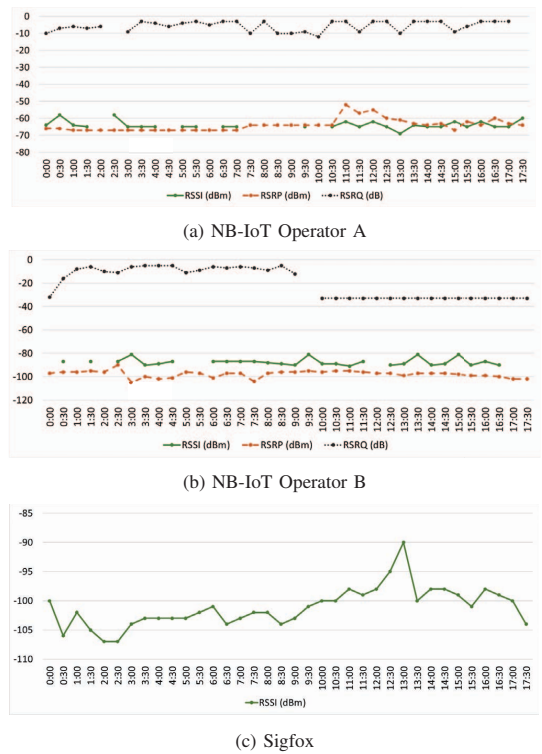 0
-10
-20
-30
-40
-50
-60
-70
-80
0:00 0:30 1:00 1:30 2:00 2:30 3:00 3:30 4:00 4:30 5:00 5:30 6:00 6:30 7:00 7:30 8:00 8:30 9:00 9:30 10:00 10:30 11:00 11:30 12:00 12:30 13:00 13:30 14:00 14:30 15:00 15:30 16:00 16:30 17:00 17:30
RSSI (dBm) RSRP (dBm) RSRQ (dB)
(a) NB-IoT Operator A
0
-20
-40
-60
-80
-100
-120
0:00 0:30 1:00 1:30 2:00 2:30 3:00 3:30 4:00 4:30 5:00 5:30 6:00 6:30 7:00 7:30 8:00 8:30 9:00 9:30 10:00 10:30 11:00 11:30 12:00 12:30 13:00 13:30 14:00 14:30 15:00 15:30 16:00 16:30 17:00 17:30
RSSI (dBm) RSRP (dBm) RSRQ (dB)
(b) NB-IoT Operator B
-85
-90
-95
-100
-105
-110
0:00 0:30 1:00 1:30 2:00 2:30 3:00 3:30 4:00 4:30 5:00 5:30 6:00 6:30 7:00 7:30 8:00 8:30 9:00 9:30 10:00 10:30 11:00 11:30 12:00 12:30 13:00 13:30 14:00 14:30 15:00 15:30 16:00 16:30 17:00 17:30
RSSI (dBm)
(c) Sigfox